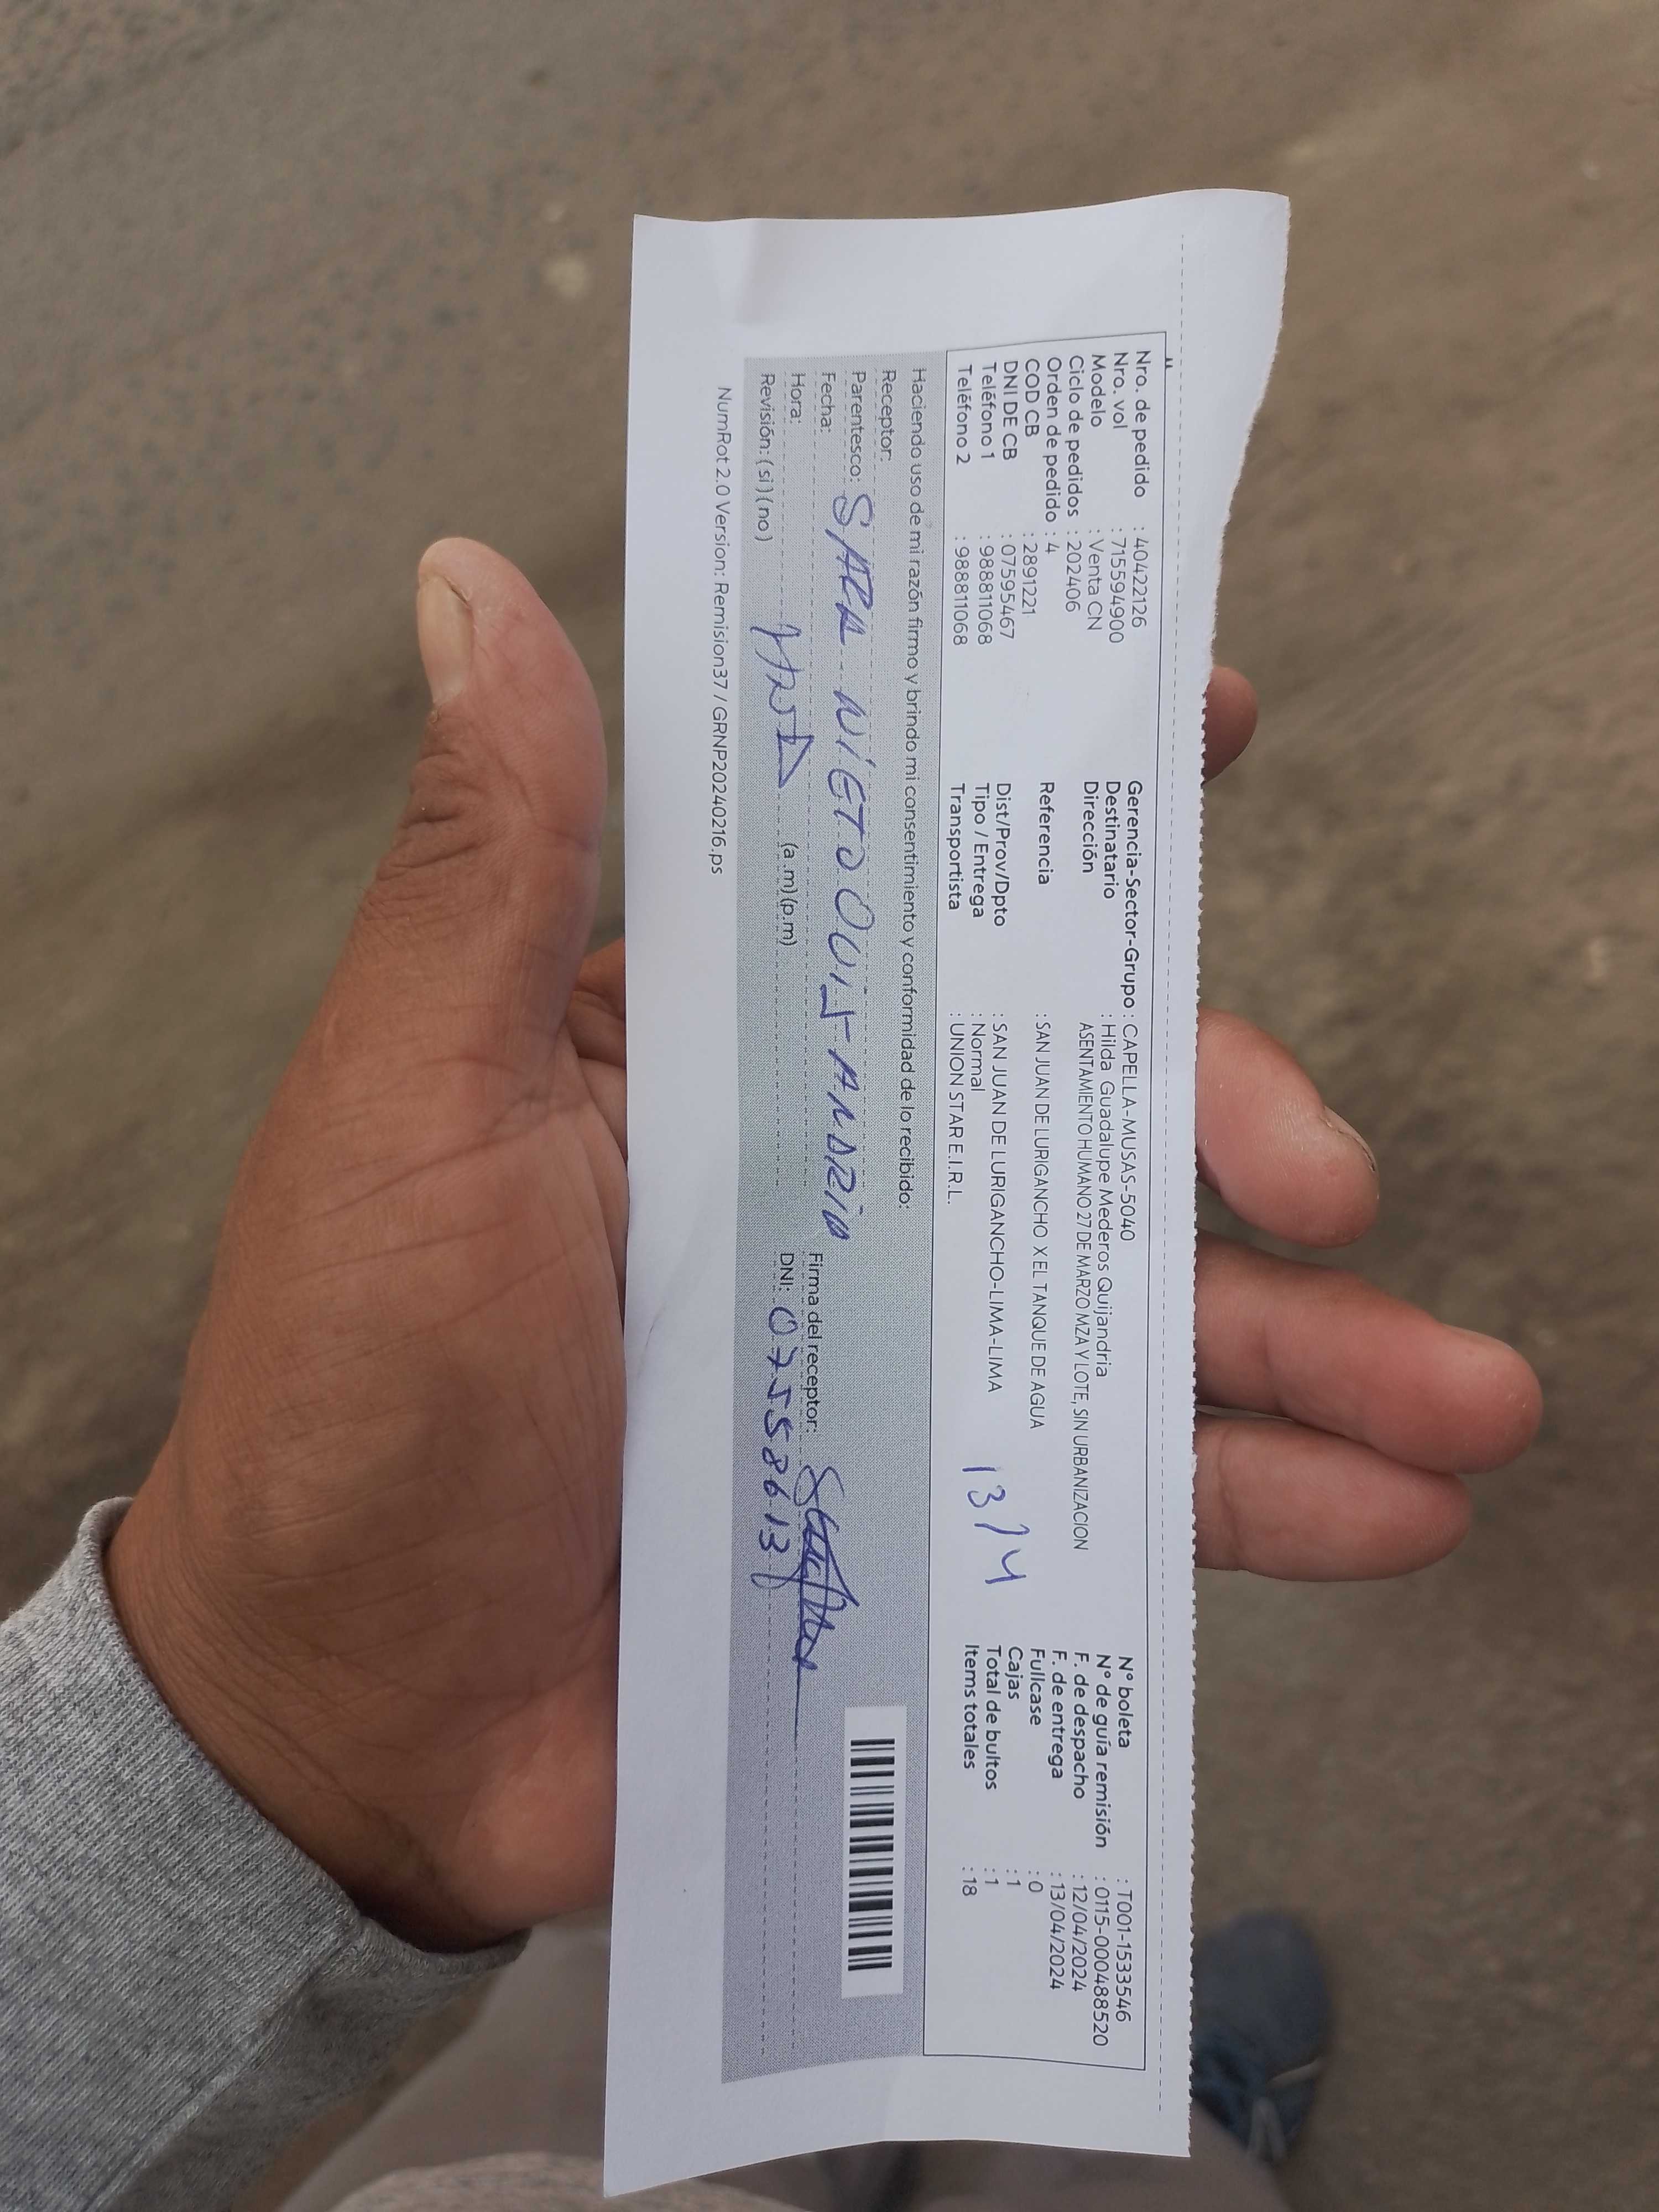 Nro. de pedido : 40422126
Nro. vol : 715594900
Modelo : Venta CN
Ciclo de pedidos : 202406
Orden de pedido : 4
COD CB : 2891221
DNI DE CB : 07595467
Teléfono 1 : 988811068
Teléfono 2 : 988811068
Gerencia-Sector-Grupo : CAPELLA-MUSAS-5040
Destinatario : Hilda Guadalupe Mederos Quijandria
Dirección ASENTAMIENTO HUMANO 27 DE MARZO MZA Y LOTE, SIN URBANIZACION
Referencia : SAN JUAN DE LURIGANCHO X EL TANQUE DE AGUA
Dist/Prov/Dpto : SAN JUAN DE LURIGANCHO-LIMA-LIMA
Tipo / Entrega : Normal
Transportista : UNION STAR E.I.R.L.
13/4
N° boleta : T001-1533546
N° de guía remisión : 0115-000488520
F. de despacho : 12/04/2024
F. de entrega : 13/04/2024
Fullcase : 0
Cajas : 1
Total de bultos : 1
Items totales : 18
Haciendo uso de mi razón firmo y brindo mi consentimiento y conformidad de lo recibido:
Receptor:
Parentesco: SARA NIETO QUIJANDRIA
Fecha:
Hora: (a.m)(p.m)
Revisión: (si) (no)
Firma del receptor:
DNI: 07558613
NumRot 2.0 Version: Remision37 / GRNP20240216.ps